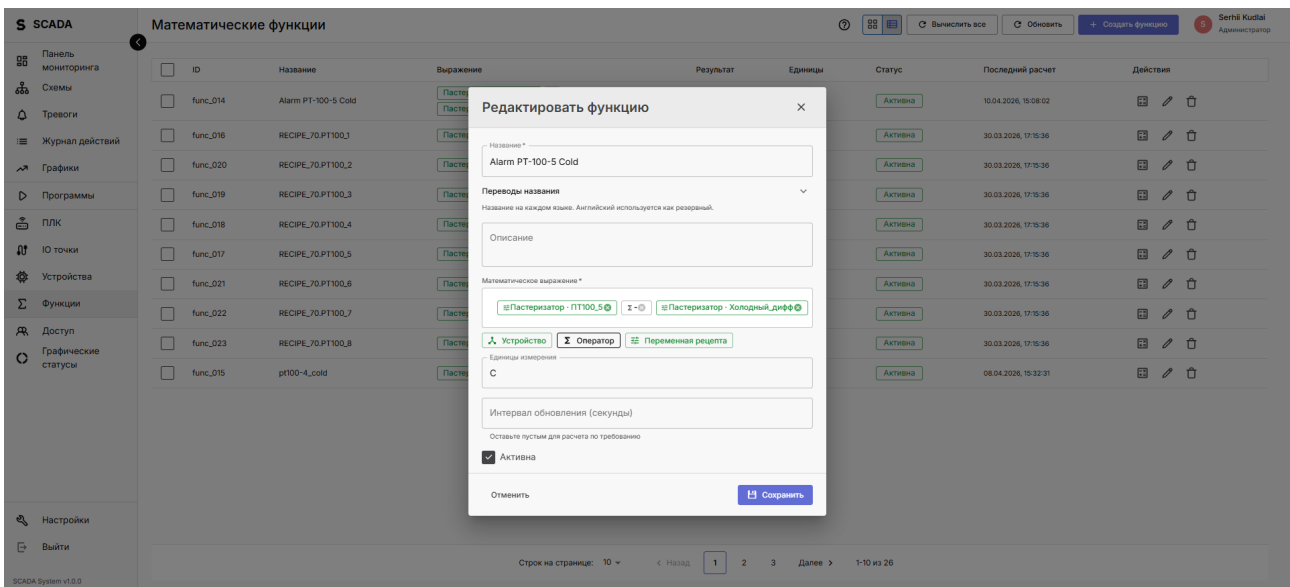 S SCADA
Математические функции
Вычислить все
Обновить
+ Создать функцию
S
Serhii Kudlai
Администратор
Панель
мониторинга
Схемы
Тревоги
Журнал действий
Графики
Программы
ПЛК
IO точки
Устройства
Функции
Доступ
Графические
статусы
Настройки
Выйти
SCADA System v1.0.0
ID Название Выражение Результат Единицы Статус Последний расчет Действия
func_014 Alarm PT-100-5 Cold Активна 10.04.2026, 15:08:02
func_016 RECIPE_70.PT100_1 Активна 30.03.2026, 17:15:36
func_020 RECIPE_70.PT100_2 Активна 30.03.2026, 17:15:36
func_019 RECIPE_70.PT100_3 Активна 30.03.2026, 17:15:36
func_018 RECIPE_70.PT100_4 Активна 30.03.2026, 17:15:36
func_017 RECIPE_70.PT100_5 Активна 30.03.2026, 17:15:36
func_021 RECIPE_70.PT100_6 Активна 30.03.2026, 17:15:36
func_022 RECIPE_70.PT100_7 Активна 30.03.2026, 17:15:36
func_023 RECIPE_70.PT100_8 Активна 30.03.2026, 17:15:36
func_015 pt100-4_cold Активна 08.04.2026, 15:32:31
Редактировать функцию
Название *
Alarm PT-100-5 Cold
Переводы названия
Название на каждом языке. Английский используется как резервный.
Описание
Математическое выражение *
Пастеризатор · ПТ100_5 Σ - Пастеризатор · Холодный_дифф
Устройство Σ Оператор Переменная рецепта
Единицы измерения
C
Интервал обновления (секунды)
Оставьте пустым для расчета по требованию
Активна
Отменить Сохранить
Строк на странице: 10 < Назад 1 2 3 Далее > 1-10 из 26